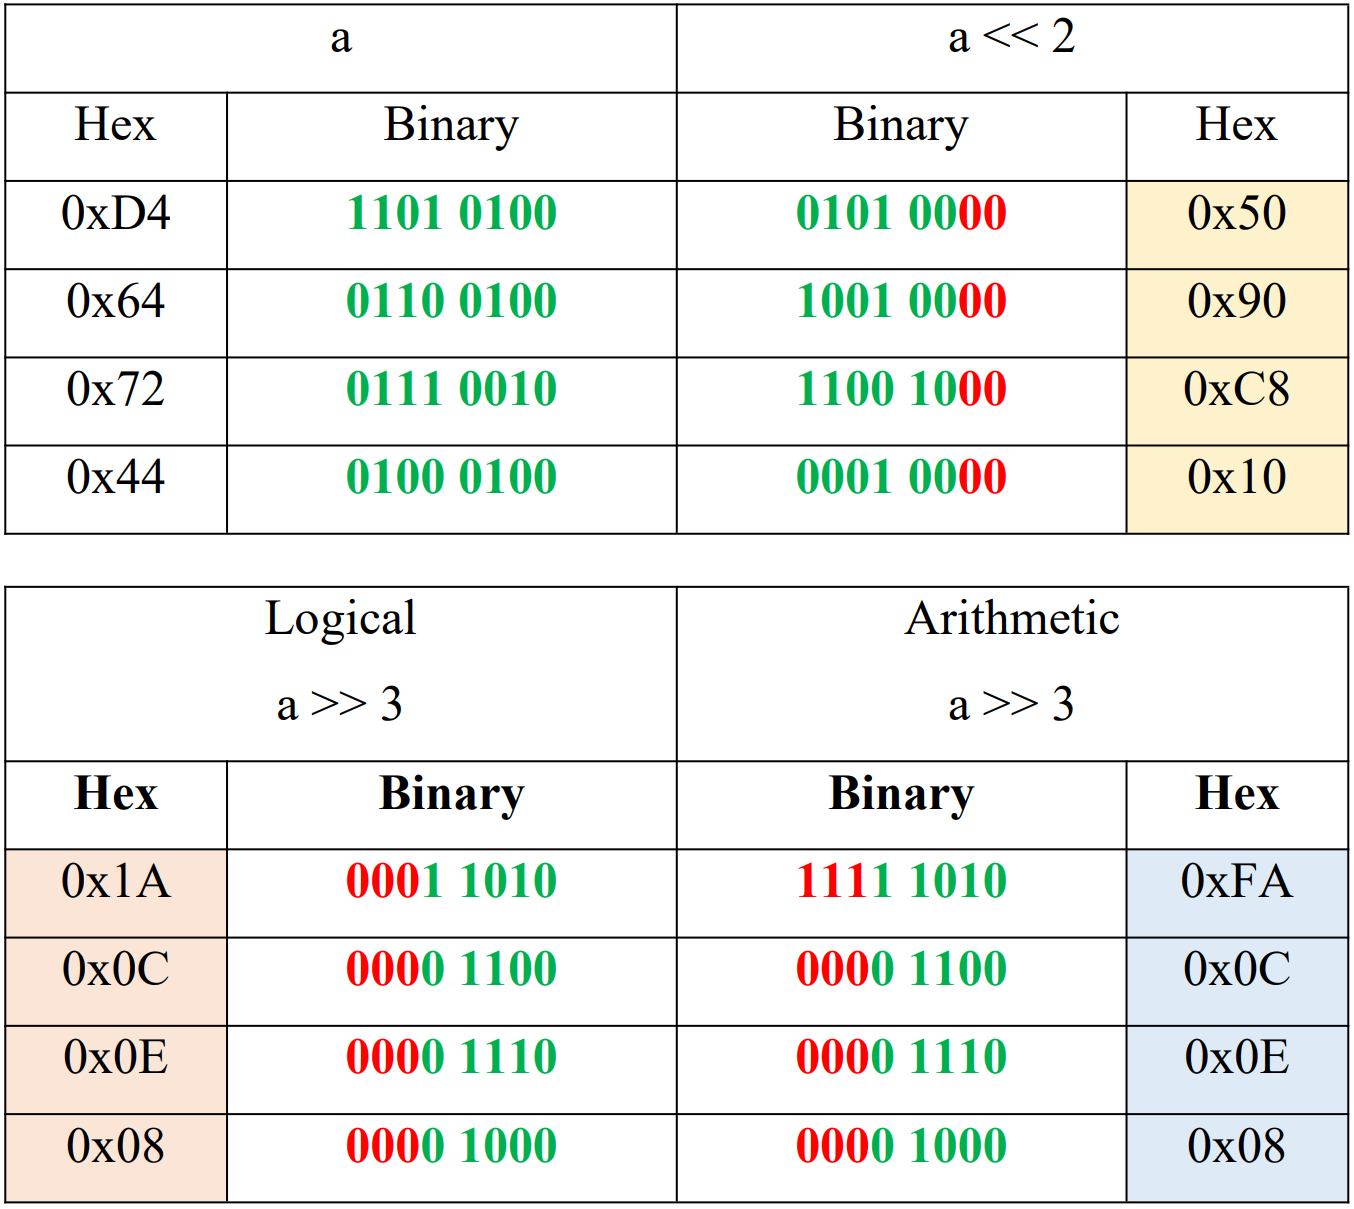 a a << 2
Hex Binary Binary Hex
0xD4 1101 0100 0101 0000 0x50
0x64 0110 0100 1001 0000 0x90
0x72 0111 0010 1100 1000 0xC8
0x44 0100 0100 0001 0000 0x10
Logical Arithmetic
a >> 3 a >> 3
Hex Binary Binary Hex
0x1A 0001 1010 1111 1010 0xFA
0x0C 0000 1100 0000 1100 0x0C
0x0E 0000 1110 0000 1110 0x0E
0x08 0000 1000 0000 1000 0x08